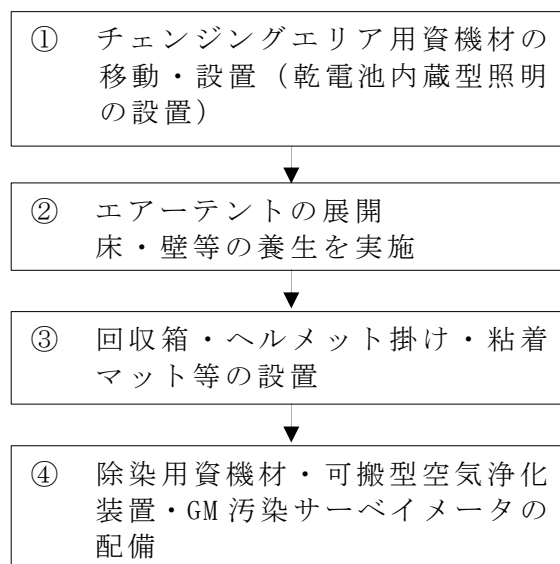 ① チェンジングエリア用資機材の
移動・設置（乾電池内蔵型照明
の設置）
② エアーテントの展開
床・壁等の養生を実施
③ 回収箱・ヘルメット掛け・粘着
マット等の設置
④ 除染用資機材・可搬型空気浄化
装置・GM汚染サーベイメータの
配備